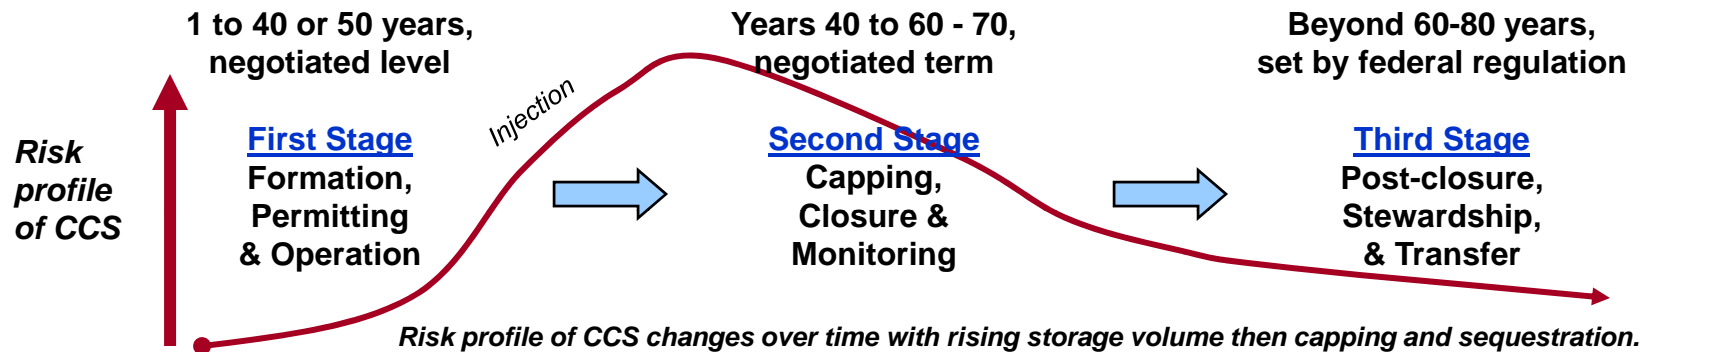 1 to 40 or 50 years,
negotiated level
Years 40 to 60 - 70,
negotiated term
Beyond 60-80 years,
set by federal regulation
Injection
Risk
profile
of CCS
First Stage
Formation,
Permitting
& Operation
Second Stage
Capping,
Closure &
Monitoring
Third Stage
Post-closure,
Stewardship,
& Transfer
Risk profile of CCS changes over time with rising storage volume then capping and sequestration.